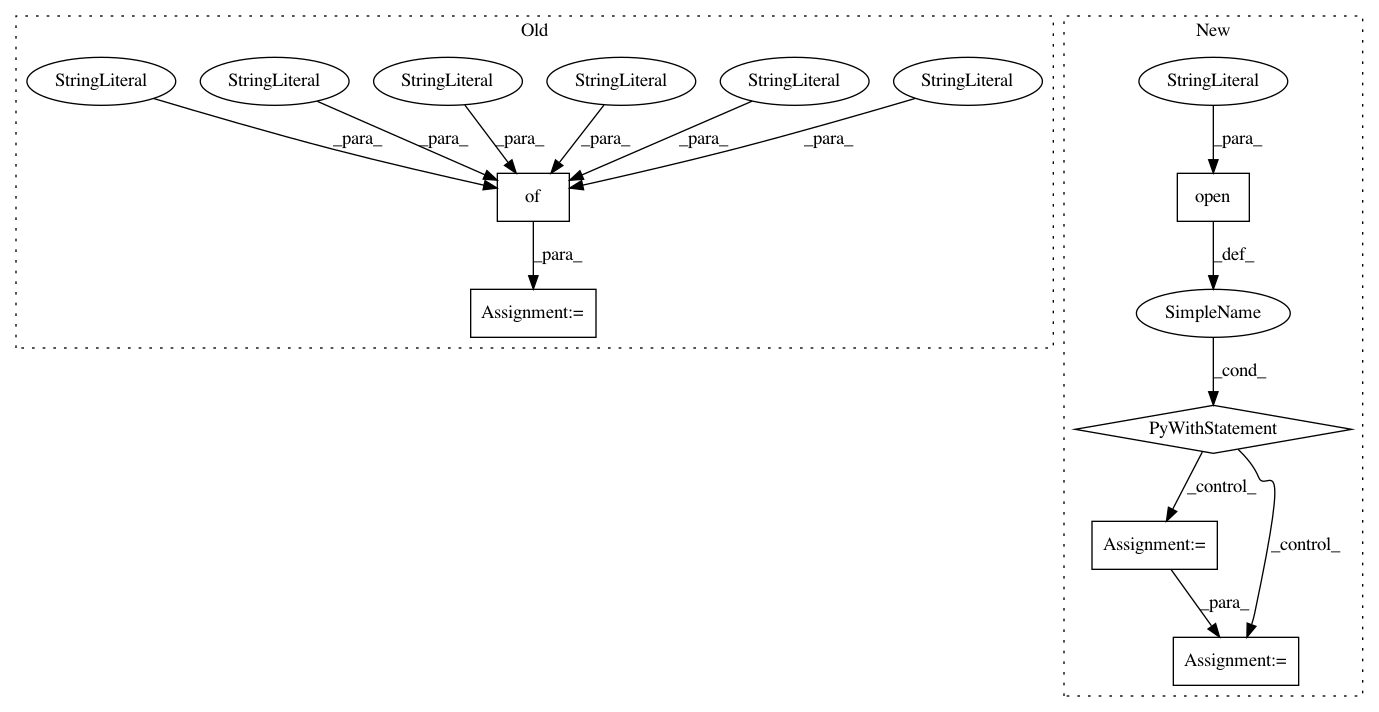 Old
New
StringLiteral StringLiteral StringLiteral StringLiteral StringLiteral StringLiteral StringLiteral
_para_ _para_ _para_ _para_ _para_ _para_ _para_
of open
_para_ _def_
Assignment:= SimpleName
_cond_
PyWithStatement
_control_
Assignment:= _control_
_para_
Assignment:=